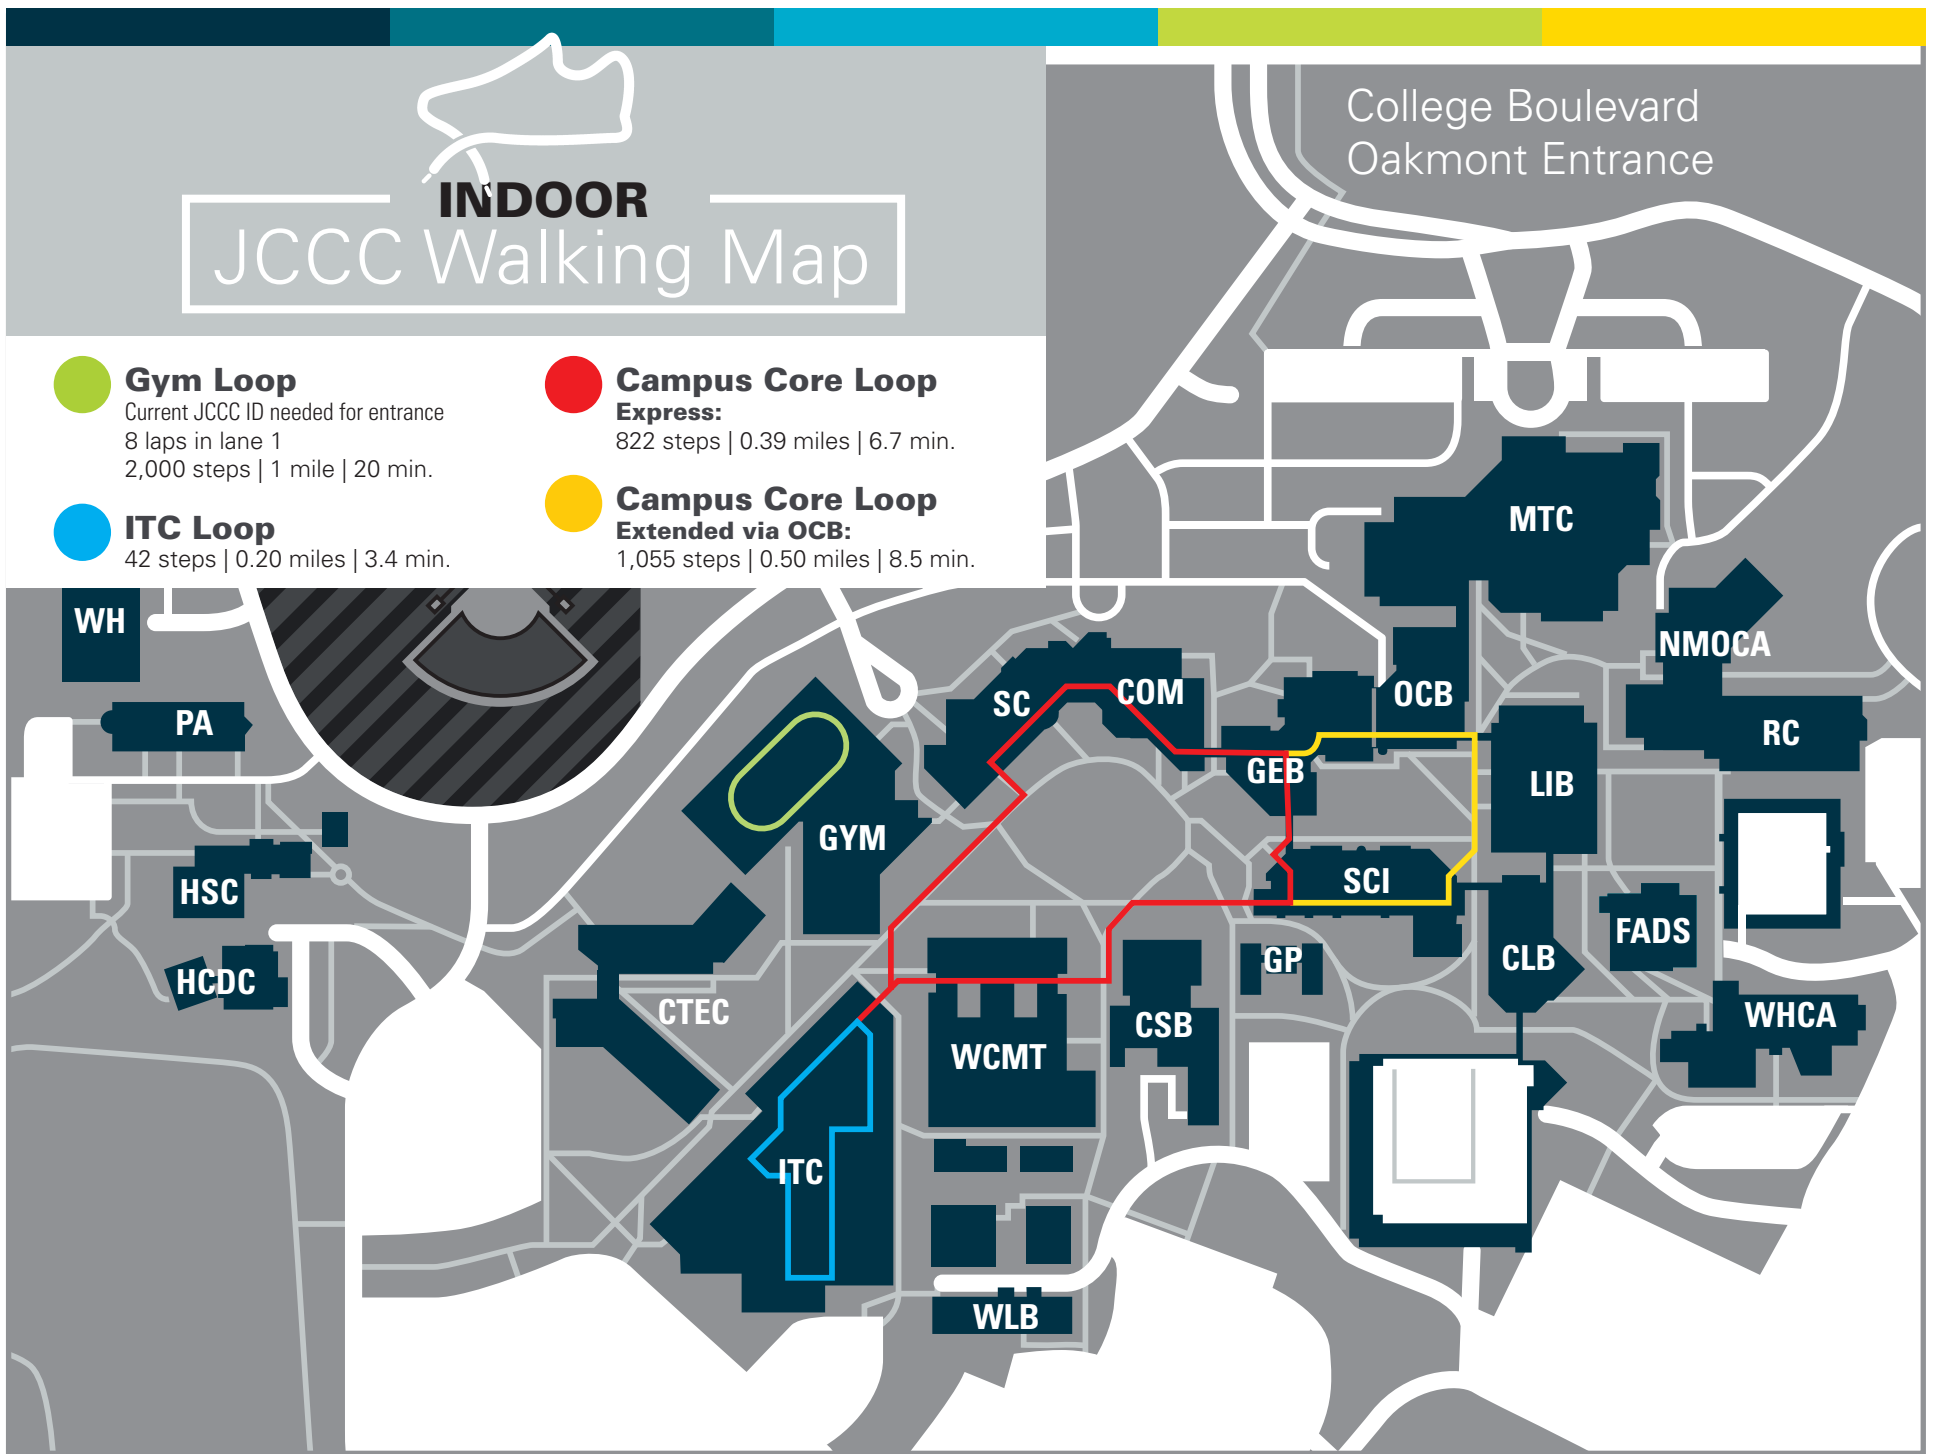 INDOOR
JCCC Walking Map
College Boulevard
Oakmont Entrance
Gym Loop
Current JCCC ID needed for entrance
8 laps in lane 1
2,000 steps | 1 mile | 20 min.
ITC Loop
42 steps | 0.20 miles | 3.4 min.
Campus Core Loop
Express:
822 steps | 0.39 miles | 6.7 min.
Campus Core Loop
Extended via OCB:
1,055 steps | 0.50 miles | 8.5 min.
MTC
WH
NMOCA
SC
COM
OCB
PA
RC
GEB
LIB
GYM
SCI
HSC
FADS
CLB
GP
HCDC
CTEC
WHCA
CSB
WCMT
ITC
WLB